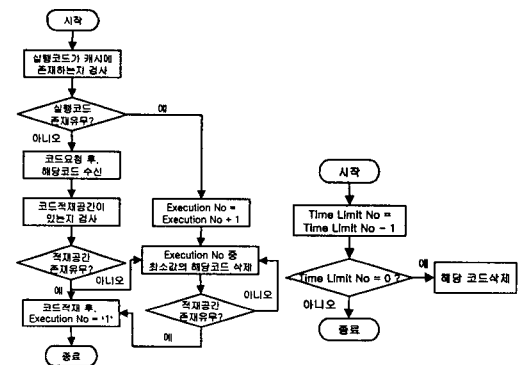 시작
실행코드가 캐시에
존재하는지 검사
실행코드
존재유무?
예
아니오
코드요청 후,
해당코드 수신
코드적재공간이
있는지 검사
적재공간
존재유무?
아니오
예
코드적재 후,
Execution No = '1'
종료
Execution No =
Execution No + 1
Execution No 중
최소값의 해당코드 삭제
아니오
적재공간
존재유무?
예
시작
Time Limit No =
Time Limit No - 1
Time Limit No = 0 ?
예
해당 코드삭제
아니오
종료